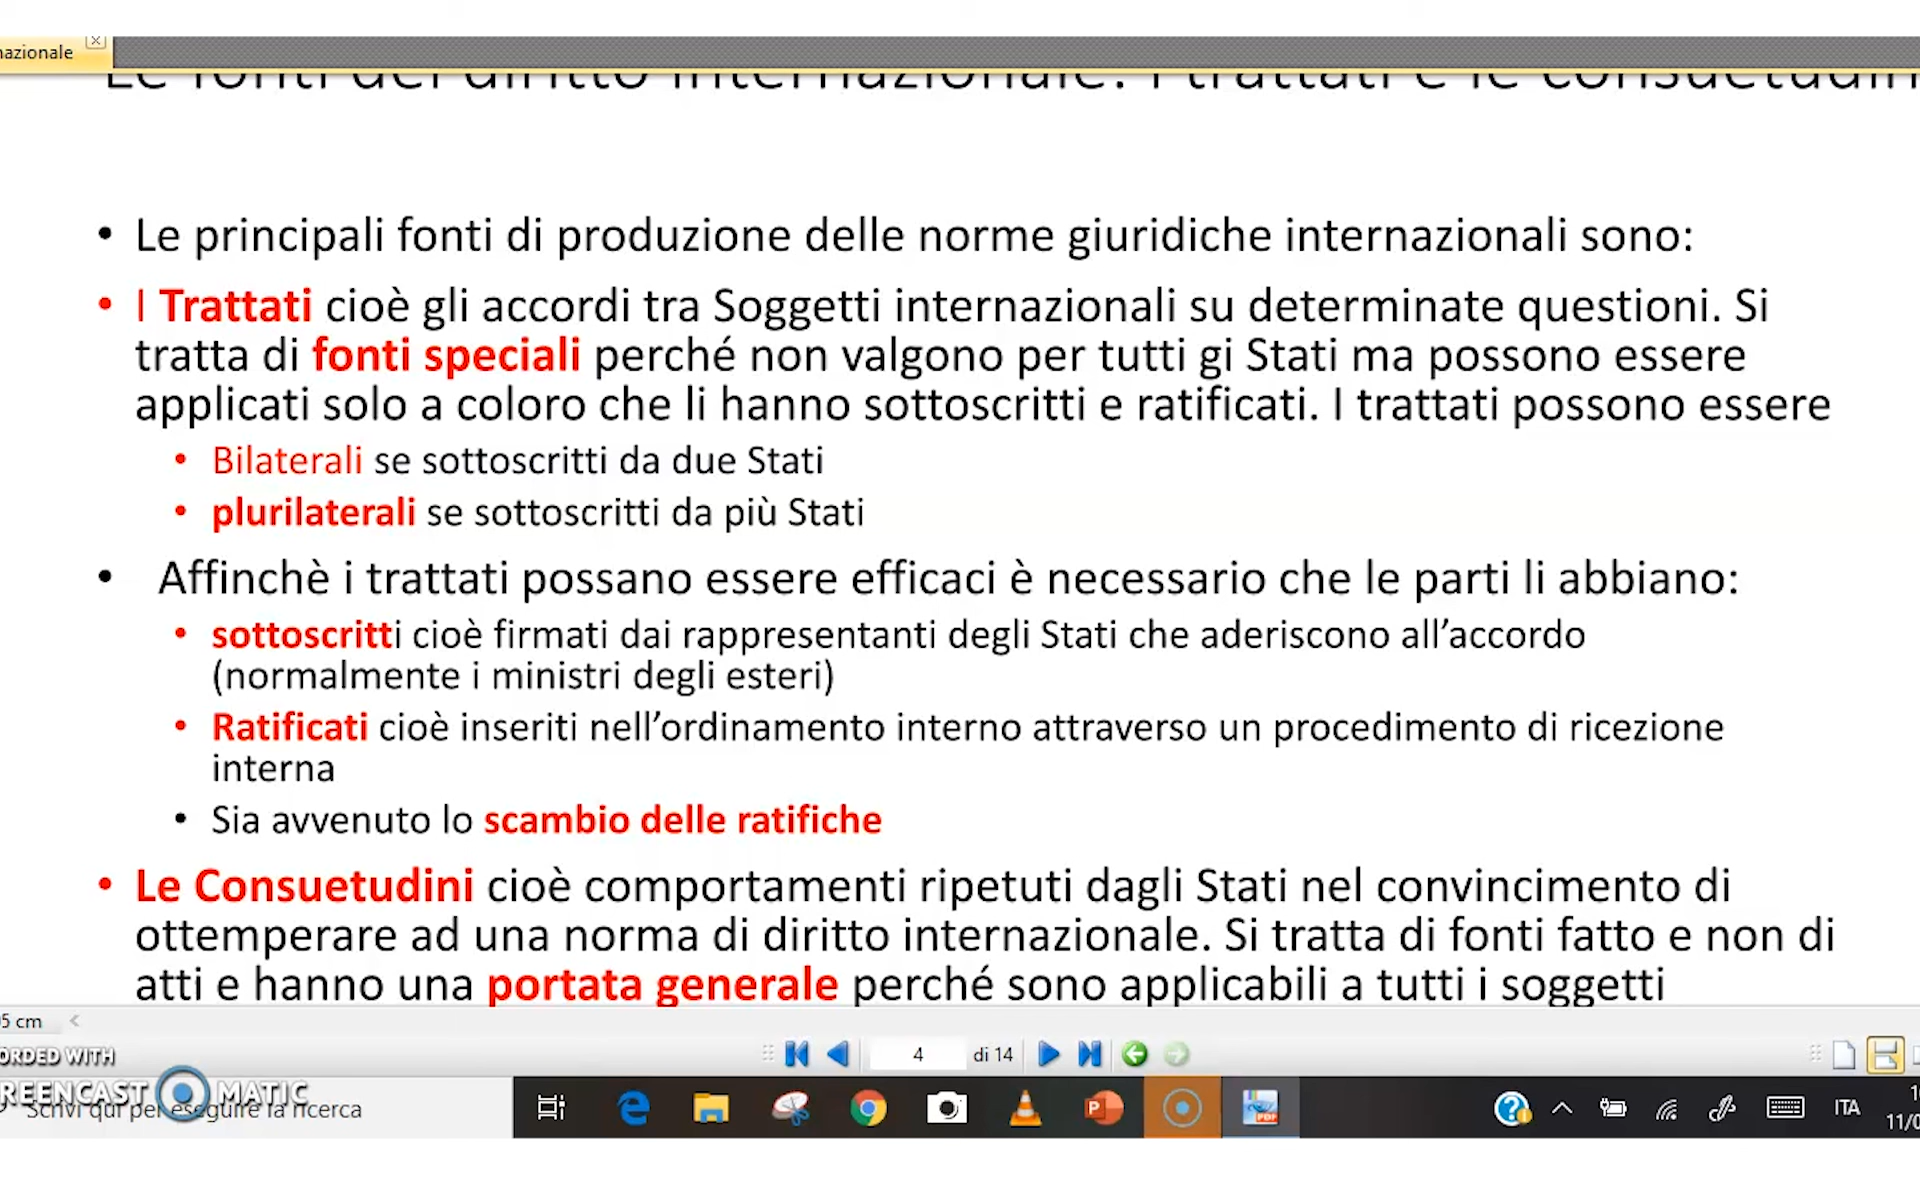 nazionale
Le fonti del diritto internazionale: i trattati e le consuetudin
• Le principali fonti di produzione delle norme giuridiche internazionali sono:
• I Trattati cioè gli accordi tra Soggetti internazionali su determinate questioni. Si
tratta di fonti speciali perché non valgono per tutti gi Stati ma possono essere
applicati solo a coloro che li hanno sottoscritti e ratificati. I trattati possono essere
• Bilaterali se sottoscritti da due Stati
• plurilaterali se sottoscritti da più Stati
• Affinchè i trattati possano essere efficaci è necessario che le parti li abbiano:
• sottoscritti cioè firmati dai rappresentanti degli Stati che aderiscono all’accordo
(normalmente i ministri degli esteri)
• Ratificati cioè inseriti nell’ordinamento interno attraverso un procedimento di ricezione
interna
• Sia avvenuto lo scambio delle ratifiche
• Le Consuetudini cioè comportamenti ripetuti dagli Stati nel convincimento di
ottemperare ad una norma di diritto internazionale. Si tratta di fonti fatto e non di
atti e hanno una portata generale perché sono applicabili a tutti i soggetti
5 cm
4 di 14
ORDED WITH
REENCAST MATIC
Scrivi qui per eseguire la ricerca
ITA
11/0